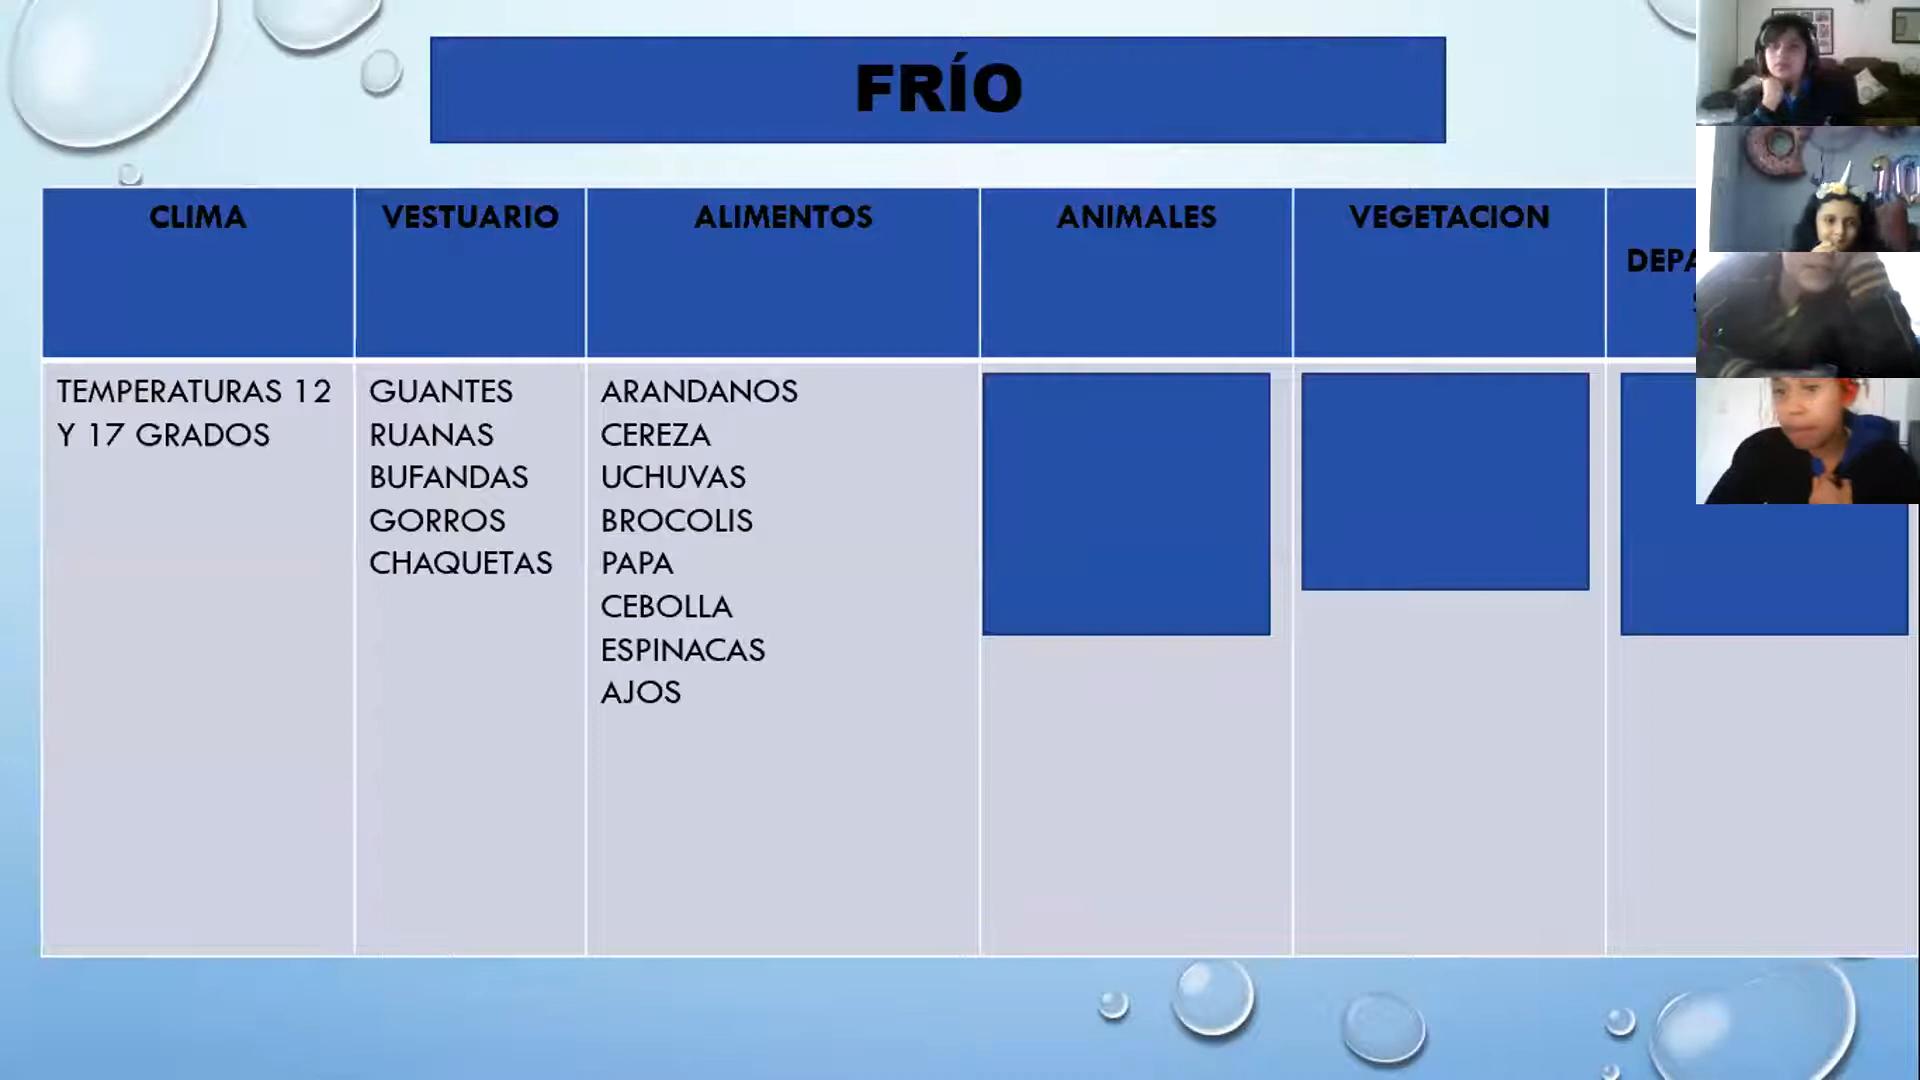 FRÍO
CLIMA
VESTUARIO
ALIMENTOS
ANIMALES
VEGETACION
TEMPERATURAS 12
Y 17 GRADOS
GUANTES
RUANAS
BUFANDAS
GORROS
CHAQUETAS
ARANDANOS
CEREZA
UCHUVAS
BROCOLIS
PAPA
CEBOLLA
ESPINACAS
AJOS
10